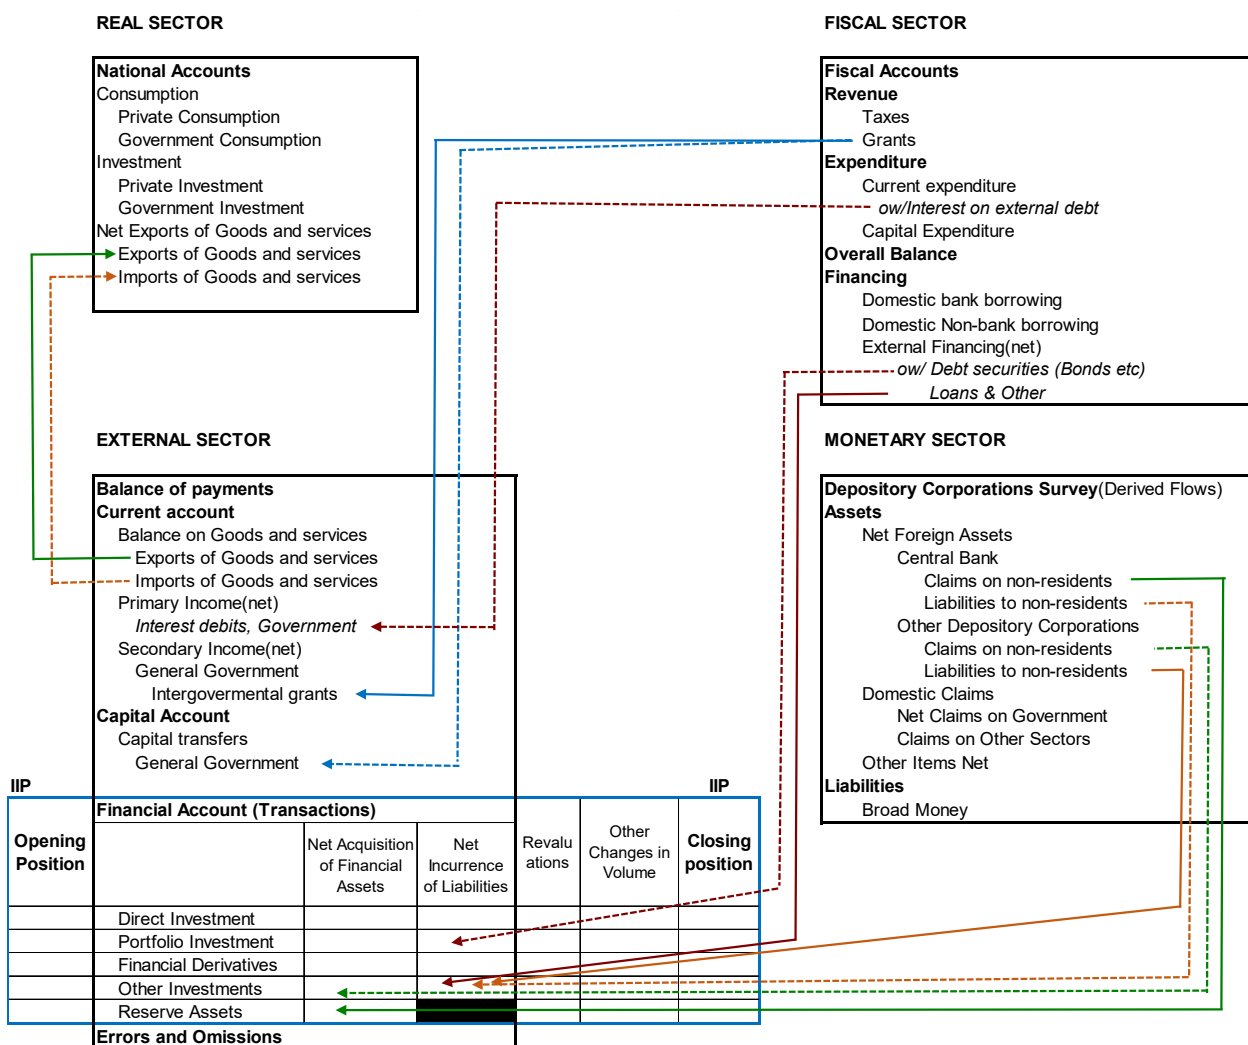 REAL SECTOR
National Accounts
Consumption
Private Consumption
Government Consumption
Investment
Private Investment
Government Investment
Net Exports of Goods and services
Exports of Goods and services
Imports of Goods and services
FISCAL SECTOR
Fiscal Accounts
Revenue
Taxes
Grants
Expenditure
Current expenditure
ow/Interest on external debt
Capital Expenditure
Overall Balance
Financing
Domestic bank borrowing
Domestic Non-bank borrowing
External Financing(net)
ow/ Debt securities (Bonds etc)
Loans & Other
EXTERNAL SECTOR
Balance of payments
Current account
Balance on Goods and services
Exports of Goods and services
Imports of Goods and services
Primary Income(net)
Interest debits, Government
Secondary Income(net)
General Government
Intergovermental grants
Capital Account
Capital transfers
General Government
MONETARY SECTOR
Depository Corporations Survey(Derived Flows)
Assets
Net Foreign Assets
Central Bank
Claims on non-residents
Liabilities to non-residents
Other Depository Corporations
Claims on non-residents
Liabilities to non-residents
Domestic Claims
Net Claims on Government
Claims on Other Sectors
Other Items Net
Liabilities
Broad Money
IIP
IIP
Financial Account (Transactions)
Opening
Position
Net Acquisition
of Financial
Assets
Net
Incurrence
of Liabilities
Revalu
ations
Other
Changes in
Volume
Closing
position
Direct Investment
Portfolio Investment
Financial Derivatives
Other Investments
Reserve Assets
Errors and Omissions